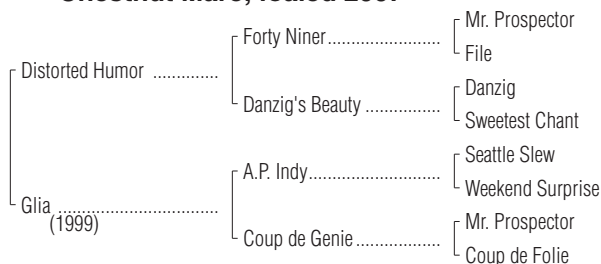 Chestnut Mare; foaled
Mr. Prospector
Forty Niner
File
Distorted Humor
Danzig
Danzig's Beauty
Sweetest Chant
Seattle Slew
A.P. Indy
Weekend Surprise
Glia
(1999)
Mr. Prospector
Coup de Genie
Coup de Folie